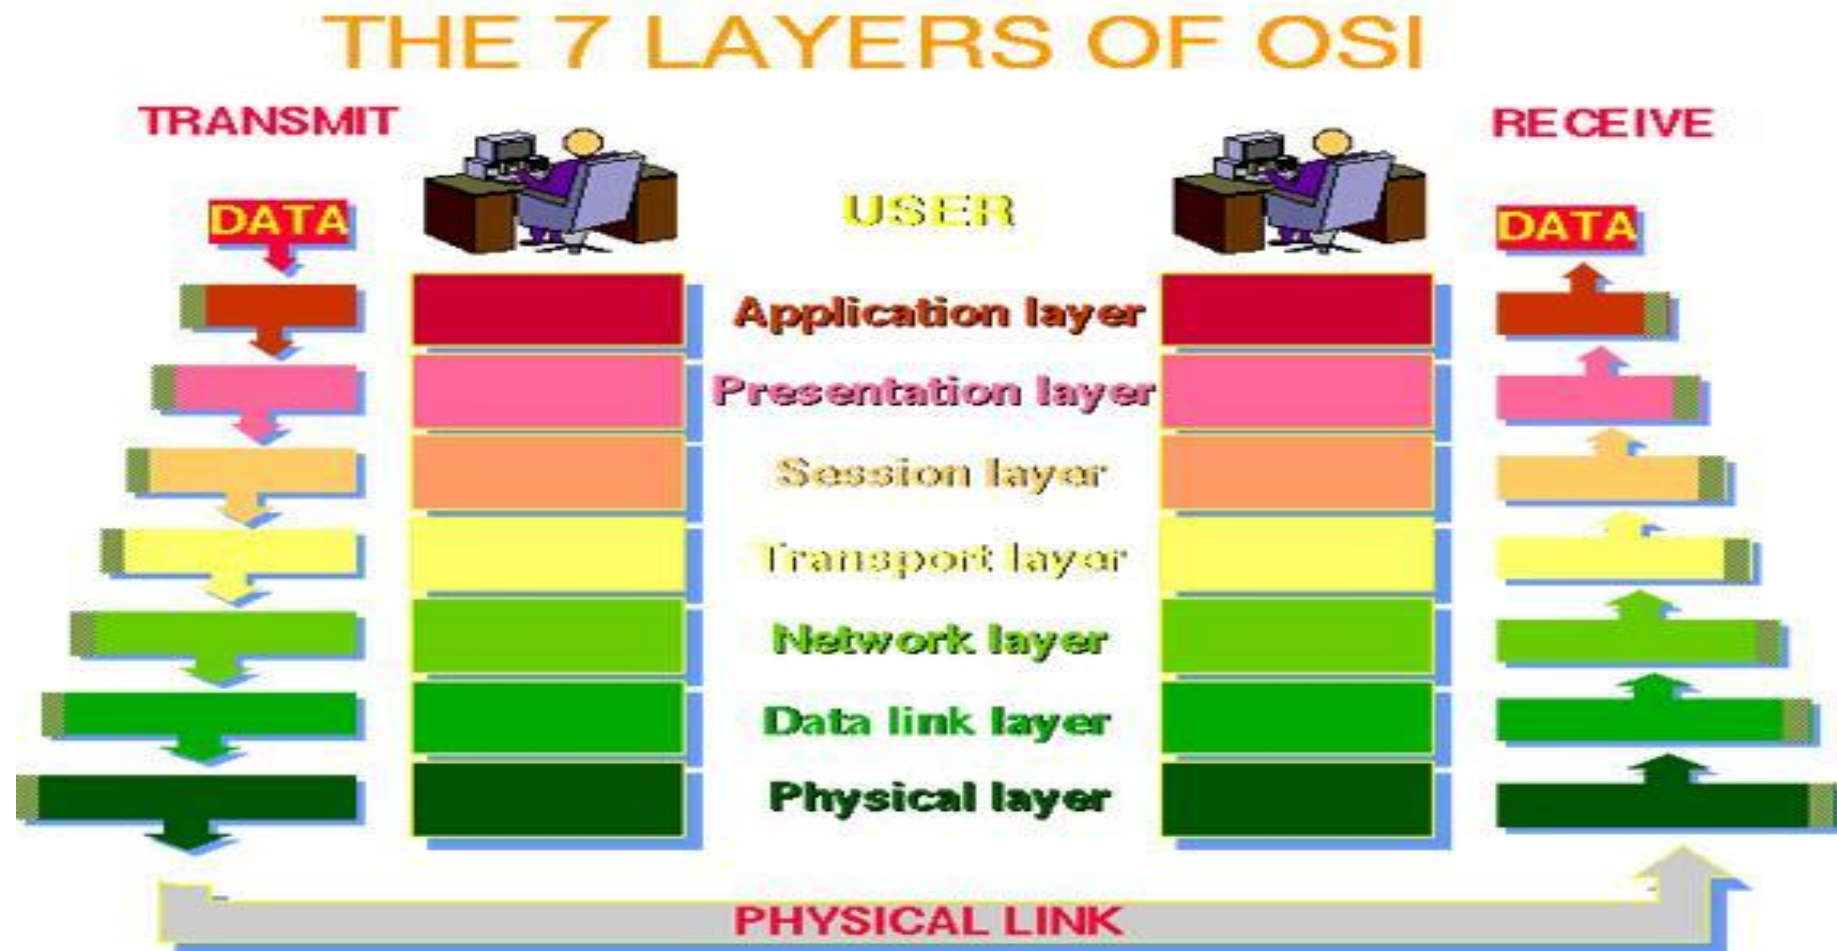 THE 7 LAYERS OF OSI
TRANSMIT
RECEIVE
DATA
USER
DATA
Application layer
Presentation layer
Session layer
Transport layer
Network layer
Data link layer
Physical layer
PHYSICAL LINK